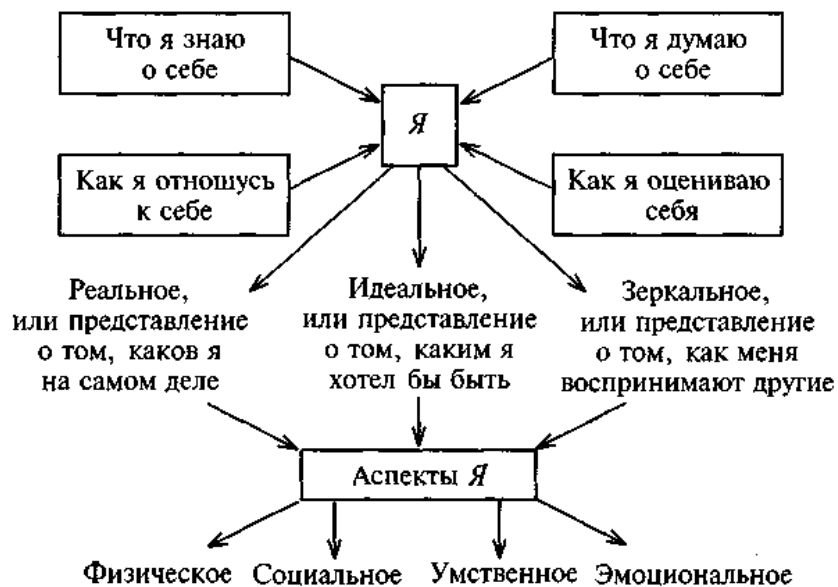 Что я знаю
о себе
Что я думаю
о себе
Я
Как я отношусь
к себе
Как я оцениваю
себя
Реальное,
или представление
о том, каков я
на самом деле
Идеальное,
или представление
о том, каким я
хотел бы быть
Зеркальное,
или представление
о том, как меня
воспринимают другие
Аспекты Я
Физическое Социальное Умственное Эмоциональное